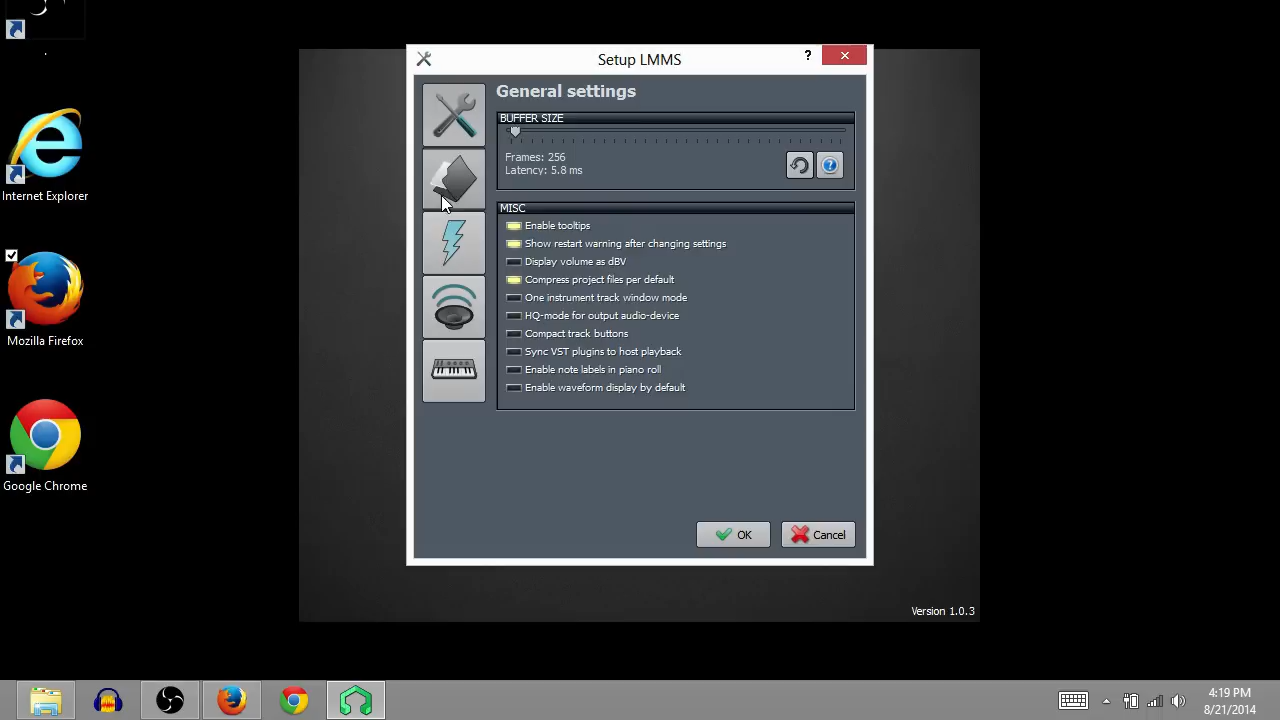 Setup LMMS
?
General settings
BUFFER SIZE
Frames: 256
Latency: 5.8 ms
?
MISC
Enable tooltips
Show restart warning after changing settings
Display volume as dBV
Compress project files per default
One instrument track window mode
HQ-mode for output audio-device
Compact track buttons
Sync VST plugins to host playback
Enable note labels in piano roll
Enable waveform display by default
OK
Cancel
Version 1.0.3
.
Internet Explorer
Mozilla Firefox
Google Chrome
4:19 PM
8/21/2014